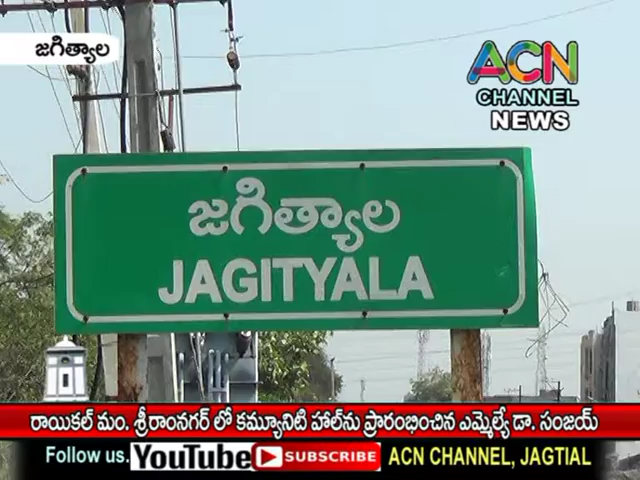 జగిత్యాల
ACN
CHANNEL
NEWS
జగిత్యాల
JAGITYALA
రాయికల్ మం. శ్రీరాంనగర్ లో కమ్యూనిటి హాల్‌ను ప్రారంభించిన ఎమ్మెల్యే డా. సంజయ్
Follow us. YouTube SUBSCRIBE ACN CHANNEL, JAGTIAL